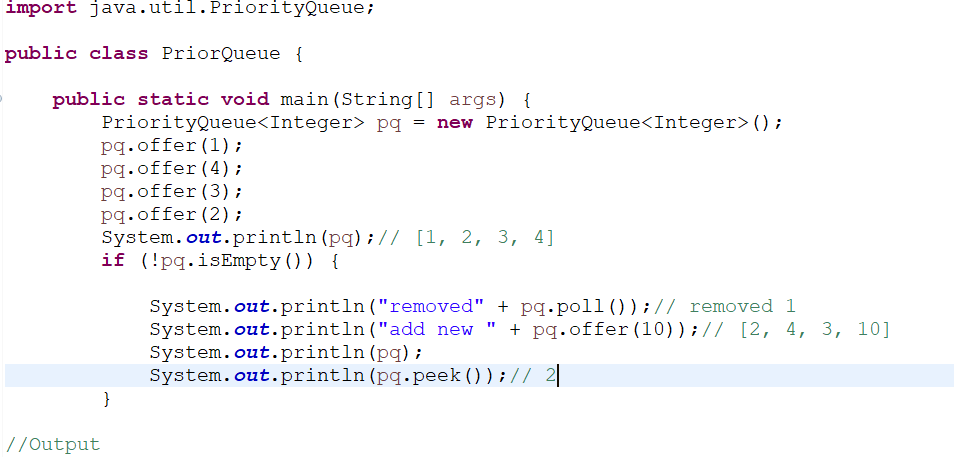 import java.util.PriorityQueue;
public class PriorQueue {
public static void main(String[] args) {
PriorityQueue<Integer> pq = new PriorityQueue<Integer>();
pq.offer(1);
pq.offer(4);
pq.offer(3);
pq.offer(2);
System.out.println(pq);// [1, 2, 3, 4]
if (!pq.isEmpty()) {
System.out.println("removed" + pq.poll());// removed 1
System.out.println("add new " + pq.offer(10));// [2, 4, 3, 10]
System.out.println(pq);
System.out.println(pq.peek());// 2
}
//Output